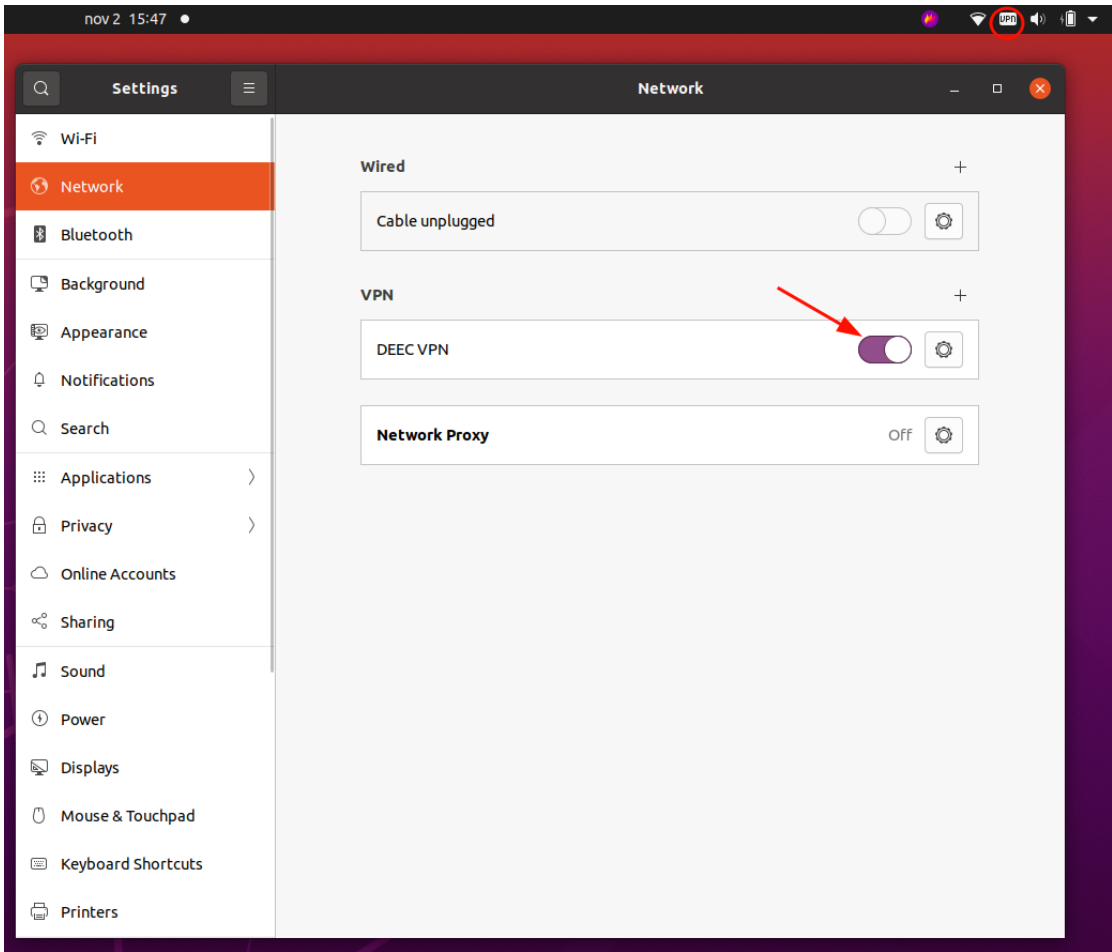 nov 2 15:47
VPN
Settings
Network
Wi-Fi
Network
Bluetooth
Background
Appearance
Notifications
Search
Applications
Privacy
Online Accounts
Sharing
Sound
Power
Displays
Mouse & Touchpad
Keyboard Shortcuts
Printers
Wired
Cable unplugged
VPN
DEEC VPN
Network Proxy Off